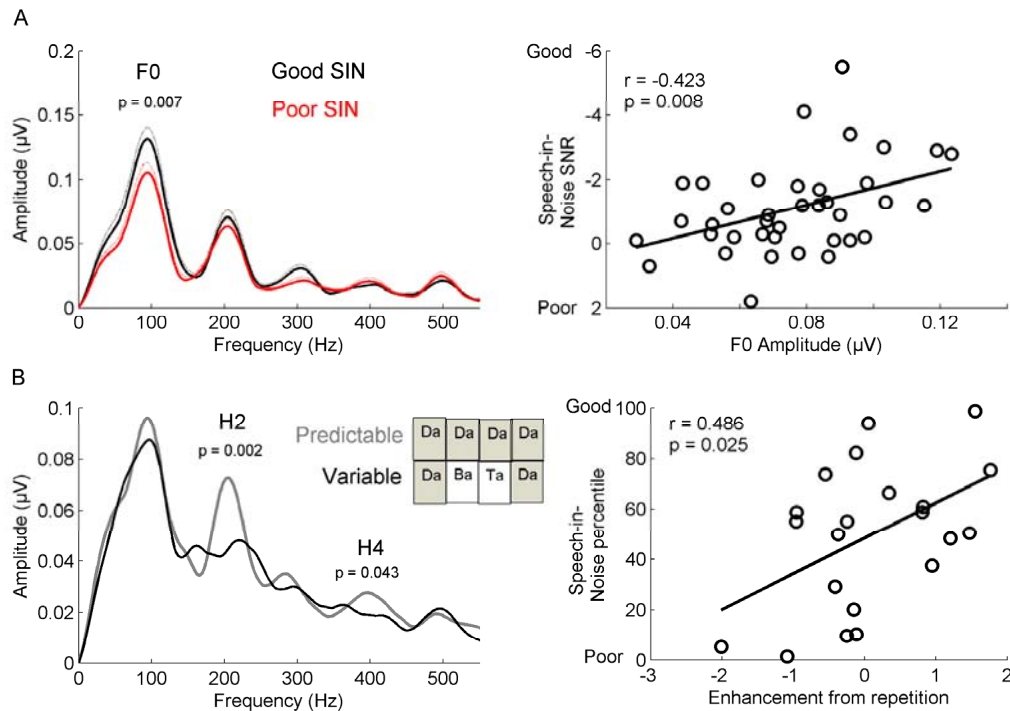 A
0.2
0.15
0.1
0.05
0
Amplitude (µV)
F0
p = 0.007
Good SIN
Poor SIN
0 100 200 300 400 500
Frequency (Hz)
Good -6
-4
-2
0
Poor 2
Speech-in-
Noise SNR
r = -0.423
p = 0.008
0.04 0.08 0.12
F0 Amplitude (µV)
B
0.1
0.08
0.06
0.04
0.02
0
Amplitude (µV)
H2
p = 0.002
H4
p = 0.043
Predictable Da Da Da Da
Variable Da Ba Ta Da
0 100 200 300 400 500
Frequency (Hz)
Good 100
80
60
40
20
Poor 0
Speech-in-
Noise percentile
r = 0.486
p = 0.025
-3 -2 -1 0 1 2
Enhancement from repetition